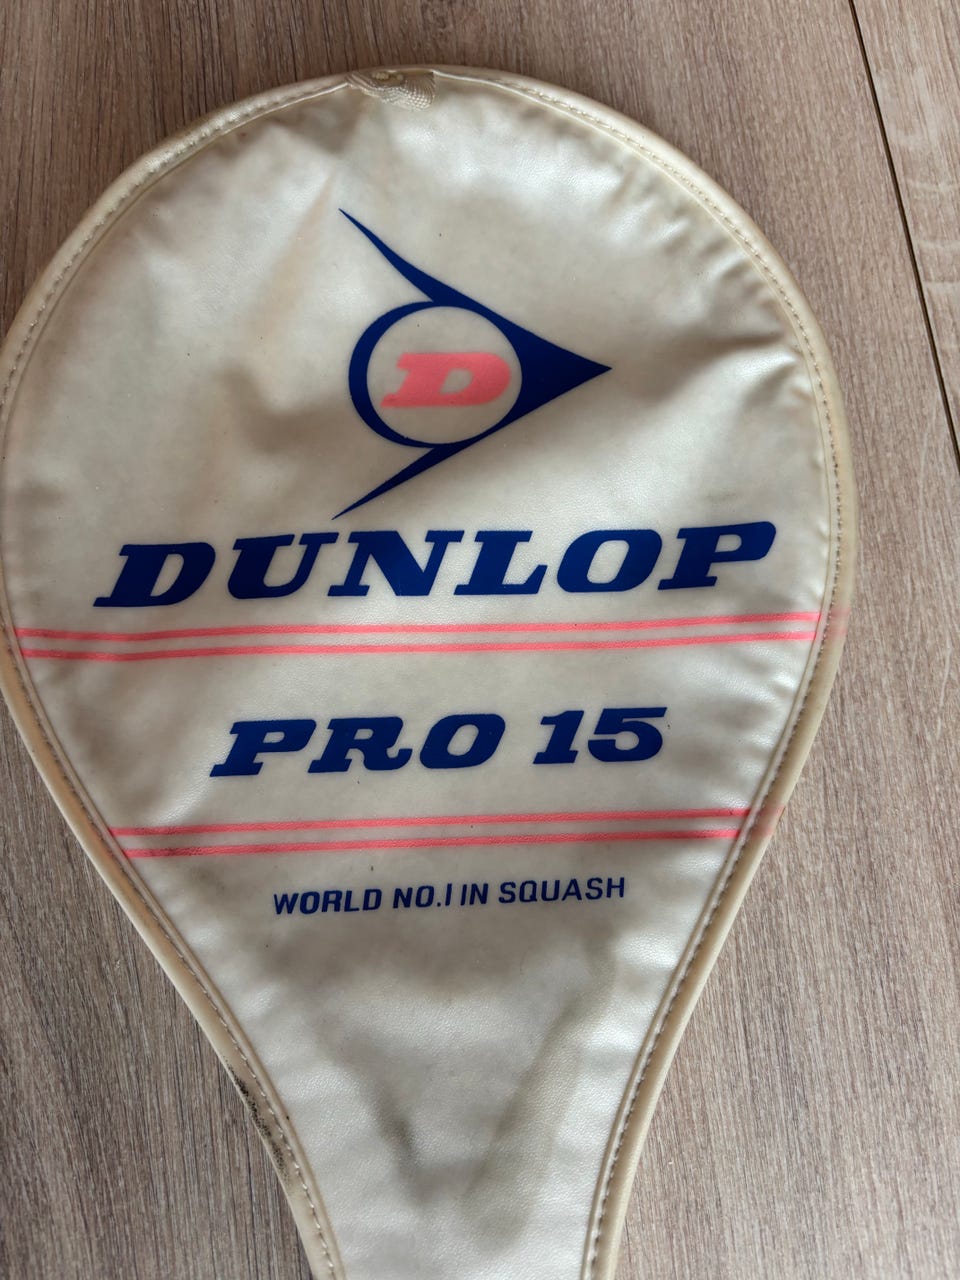 D
DUNLOP
PRO 15
WORLD NO.1 IN SQUASH